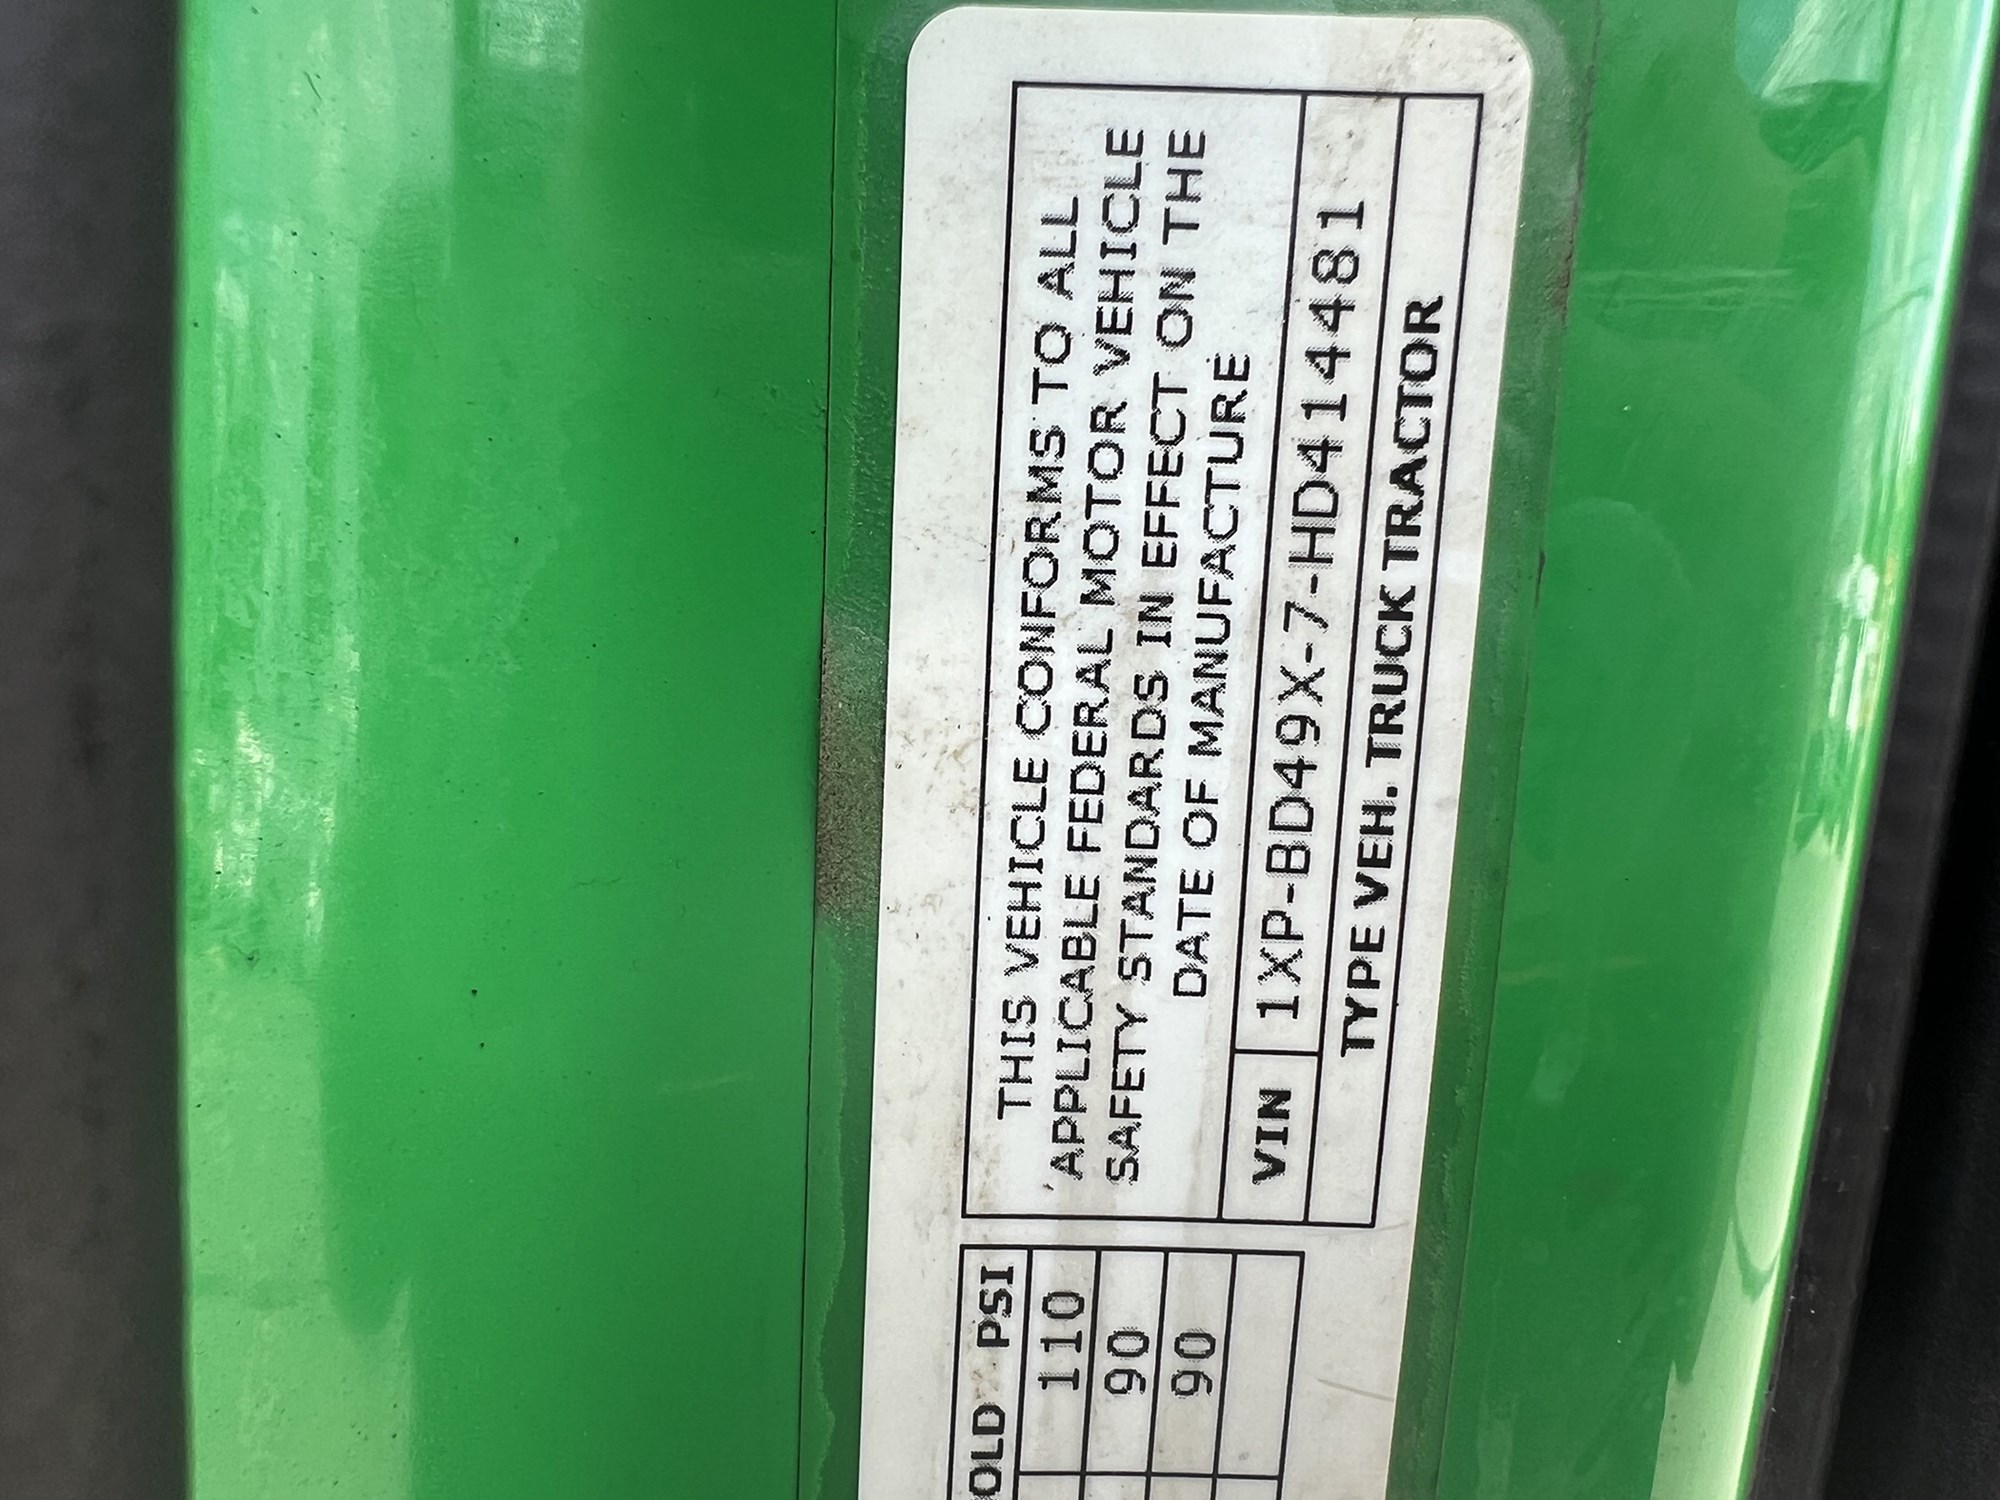 THIS VEHICLE CONFORMS TO ALL
APPLICABLE FEDERAL MOTOR VEHICLE
SAFETY STANDARDS IN EFFECT ON THE
DATE OF MANUFACTURE
VIN 1XP-BD49X-7-HD414481
TYPE VEH. TRUCK TRACTOR
OLD PSI
110
90
90